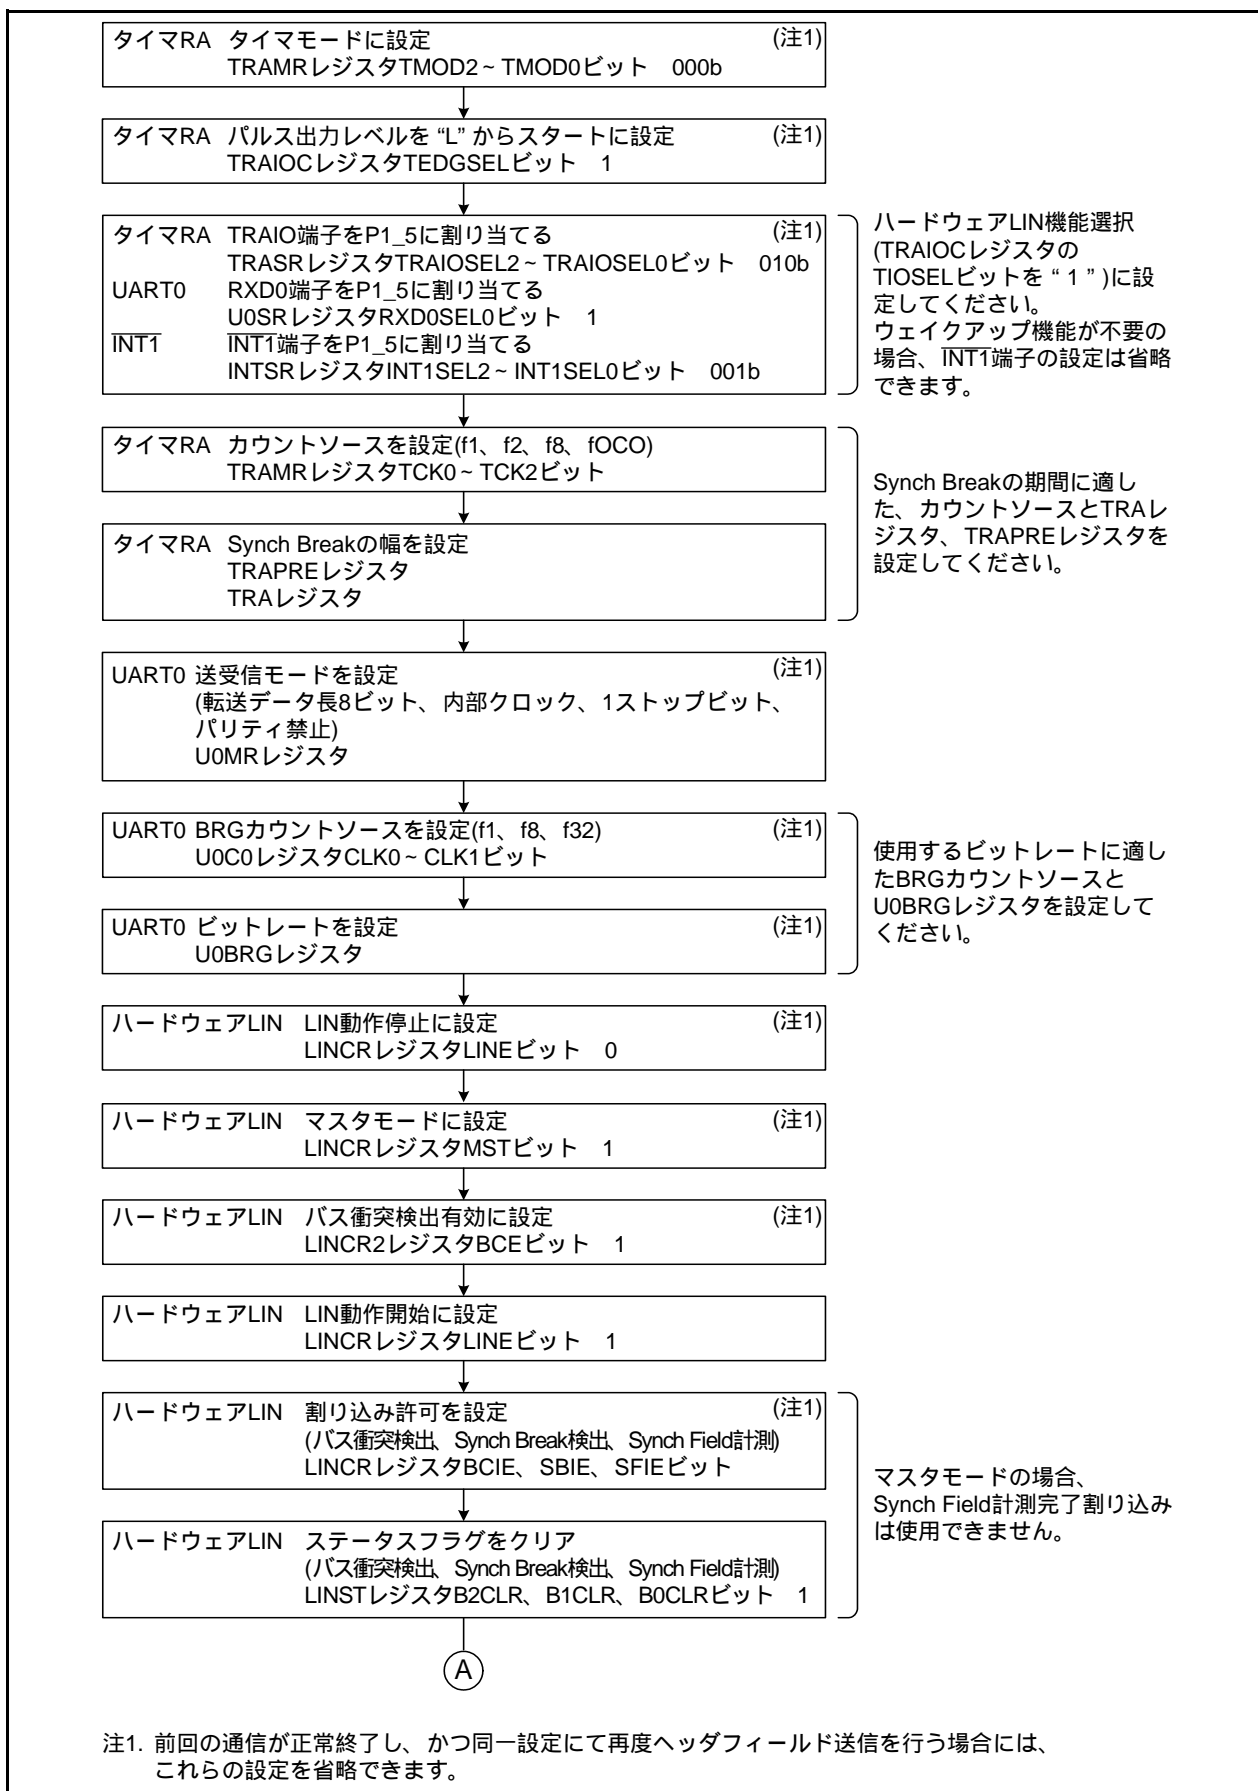 タイマRA タイマモードに設定 (注1)
TRAMRレジスタTMOD2~TMOD0ビット 000b
タイマRA パルス出力レベルを “L” からスタートに設定 (注1)
TRAIOCレジスタTEDGSELビット 1
タイマRA TRAIO端子をP1_5に割り当てる (注1)
TRASRレジスタTRAIOSEL2~TRAIOSEL0ビット 010b
UART0 RXD0端子をP1_5に割り当てる
U0SRレジスタRXD0SEL0ビット 1
INT1 INT1端子をP1_5に割り当てる
INTSRレジスタINT1SEL2~INT1SEL0ビット 001b
ハードウェアLIN機能選択
(TRAIOCレジスタの
TIOSELビットを “ 1 ” )に設
定してください。
ウェイクアップ機能が不要の
場合、INT1端子の設定は省略
できます。
タイマRA カウントソースを設定(f1、f2、f8、fOCO)
TRAMRレジスタTCK0~TCK2ビット
タイマRA Synch Breakの幅を設定
TRAPREレジスタ
TRAレジスタ
Synch Breakの期間に適し
た、カウントソースとTRAレ
ジスタ、TRAPREレジスタを
設定してください。
UART0 送受信モードを設定 (注1)
(転送データ長8ビット、内部クロック、1ストップビット、
パリティ禁止)
U0MRレジスタ
UART0 BRGカウントソースを設定(f1、f8、f32) (注1)
U0C0レジスタCLK0~CLK1ビット
UART0 ビットレートを設定 (注1)
U0BRGレジスタ
使用するビットレートに適し
たBRGカウントソースと
U0BRGレジスタを設定して
ください。
ハードウェアLIN LIN動作停止に設定 (注1)
LINCRレジスタLINEビット 0
ハードウェアLIN マスタモードに設定 (注1)
LINCRレジスタMSTビット 1
ハードウェアLIN バス衝突検出有効に設定 (注1)
LINCR2レジスタBCEビット 1
ハードウェアLIN LIN動作開始に設定
LINCRレジスタLINEビット 1
ハードウェアLIN 割り込み許可を設定 (注1)
(バス衝突検出、Synch Break検出、Synch Field計測)
LINCRレジスタBCIE、SBIE、SFIEビット
ハードウェアLIN ステータスフラグをクリア
(バス衝突検出、Synch Break検出、Synch Field計測)
LINSTレジスタB2CLR、B1CLR、B0CLRビット 1
マスタモードの場合、
Synch Field計測完了割り込み
は使用できません。
A
注1. 前回の通信が正常終了し、かつ同一設定にて再度ヘッダフィールド送信を行う場合には、
これらの設定を省略できます。